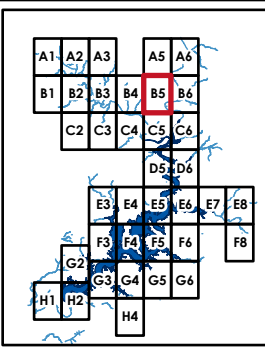 A1 A2 A3 A5 A6
B1 B2 B3 B4 B5 B6
C2 C3 C4 C5 C6
D5 D6
E3 E4 E5 E6 E7 E8
F3 F4 F5 F6 F8
G2 G3 G4 G5 G6
H1 H2 H4